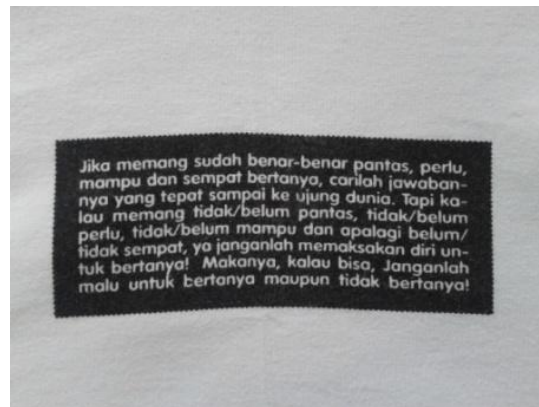 Jika memang sudah benar-benar pantas, perlu,
mampu dan sempat bertanya, carilah jawaban-
nya yang tepat sampai ke ujung dunia. Tapi ka-
lau memang tidak/belum pantas, tidak/belum
perlu, tidak/belum mampu dan apalagi belum/
tidak sempat, ya janganlah memaksakan diri un-
tuk bertanya! Makanya, kalau bisa, Janganlah
malu untuk bertanya maupun tidak bertanya!